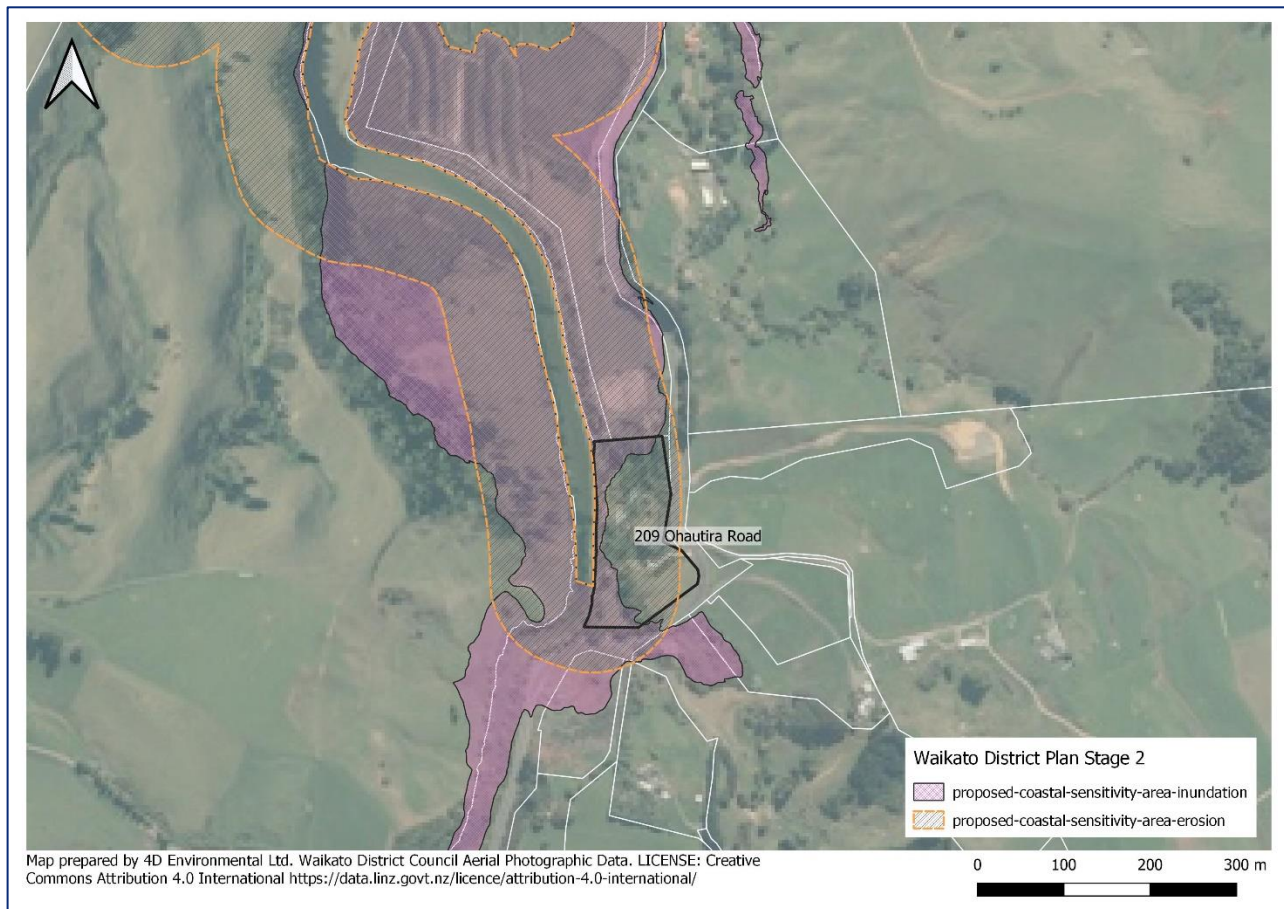 209 Ohautira Road
Waikato District Plan Stage 2
proposed-coastal-sensitivity-area-inundation
proposed-coastal-sensitivity-area-erosion
Map prepared by 4D Environmental Ltd. Waikato District Council Aerial Photographic Data. LICENSE: Creative
Commons Attribution 4.0 International https://data.linz.govt.nz/licence/attribution-4.0-international/
0 100 200 300 m